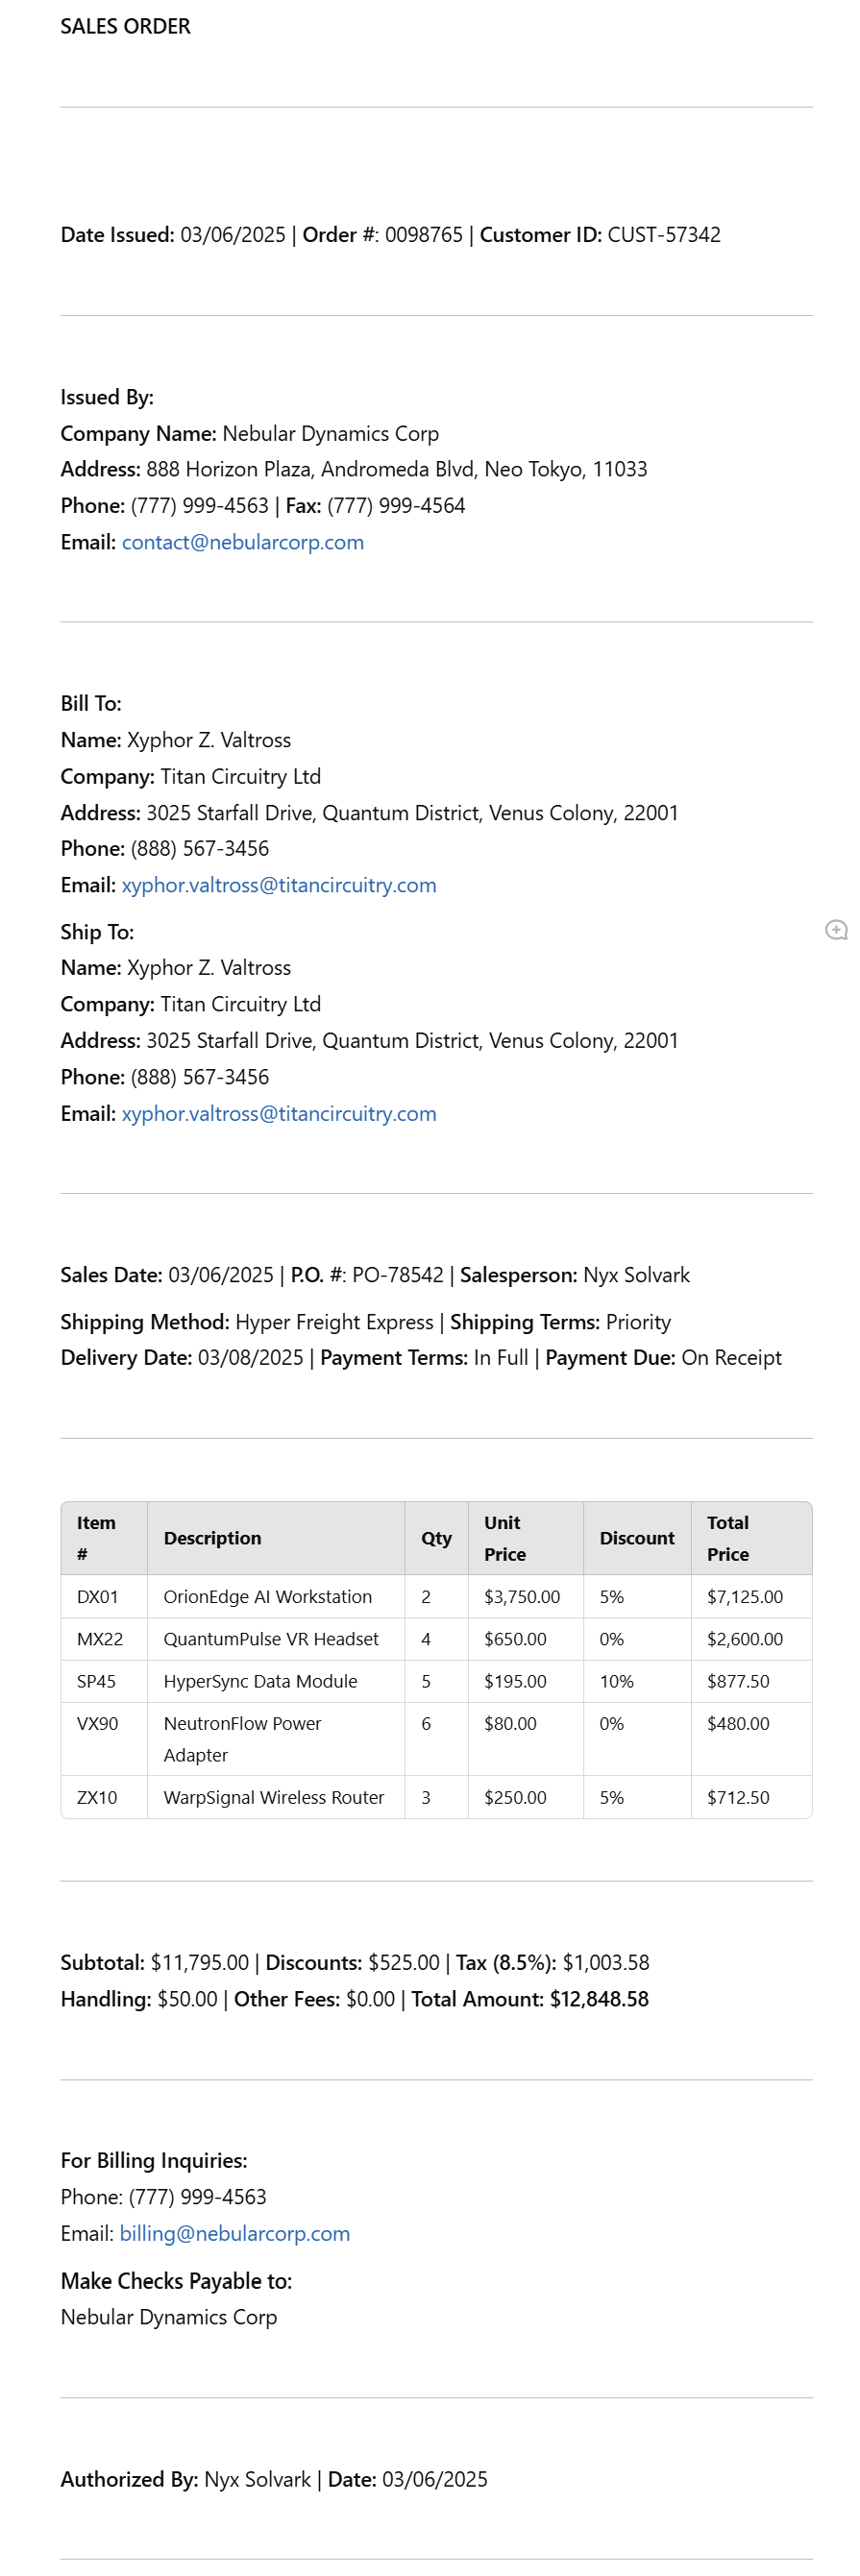 SALES ORDER
Date Issued: 03/06/2025 | Order #: 0098765 | Customer ID: CUST-57342
Issued By:
Company Name: Nebular Dynamics Corp
Address: 888 Horizon Plaza, Andromeda Blvd, Neo Tokyo, 11033
Phone: (777) 999-4563 | Fax: (777) 999-4564
Email: contact@nebularcorp.com
Bill To:
Name: Xyphor Z. Valtross
Company: Titan Circuitry Ltd
Address: 3025 Starfall Drive, Quantum District, Venus Colony, 22001
Phone: (888) 567-3456
Email: xyphor.valtross@titancircuitry.com
Ship To:
Name: Xyphor Z. Valtross
Company: Titan Circuitry Ltd
Address: 3025 Starfall Drive, Quantum District, Venus Colony, 22001
Phone: (888) 567-3456
Email: xyphor.valtross@titancircuitry.com
Sales Date: 03/06/2025 | P.O. #: PO-78542 | Salesperson: Nyx Solvark
Shipping Method: Hyper Freight Express | Shipping Terms: Priority
Delivery Date: 03/08/2025 | Payment Terms: In Full | Payment Due: On Receipt
Item # Description Qty Unit Price Discount Total Price
DX01 OrionEdge AI Workstation 2 $3,750.00 5% $7,125.00
MX22 QuantumPulse VR Headset 4 $650.00 0% $2,600.00
SP45 HyperSync Data Module 5 $195.00 10% $877.50
VX90 NeutronFlow Power Adapter 6 $80.00 0% $480.00
ZX10 WarpSignal Wireless Router 3 $250.00 5% $712.50
Subtotal: $11,795.00 | Discounts: $525.00 | Tax (8.5%): $1,003.58
Handling: $50.00 | Other Fees: $0.00 | Total Amount: $12,848.58
For Billing Inquiries:
Phone: (777) 999-4563
Email: billing@nebularcorp.com
Make Checks Payable to:
Nebular Dynamics Corp
Authorized By: Nyx Solvark | Date: 03/06/2025